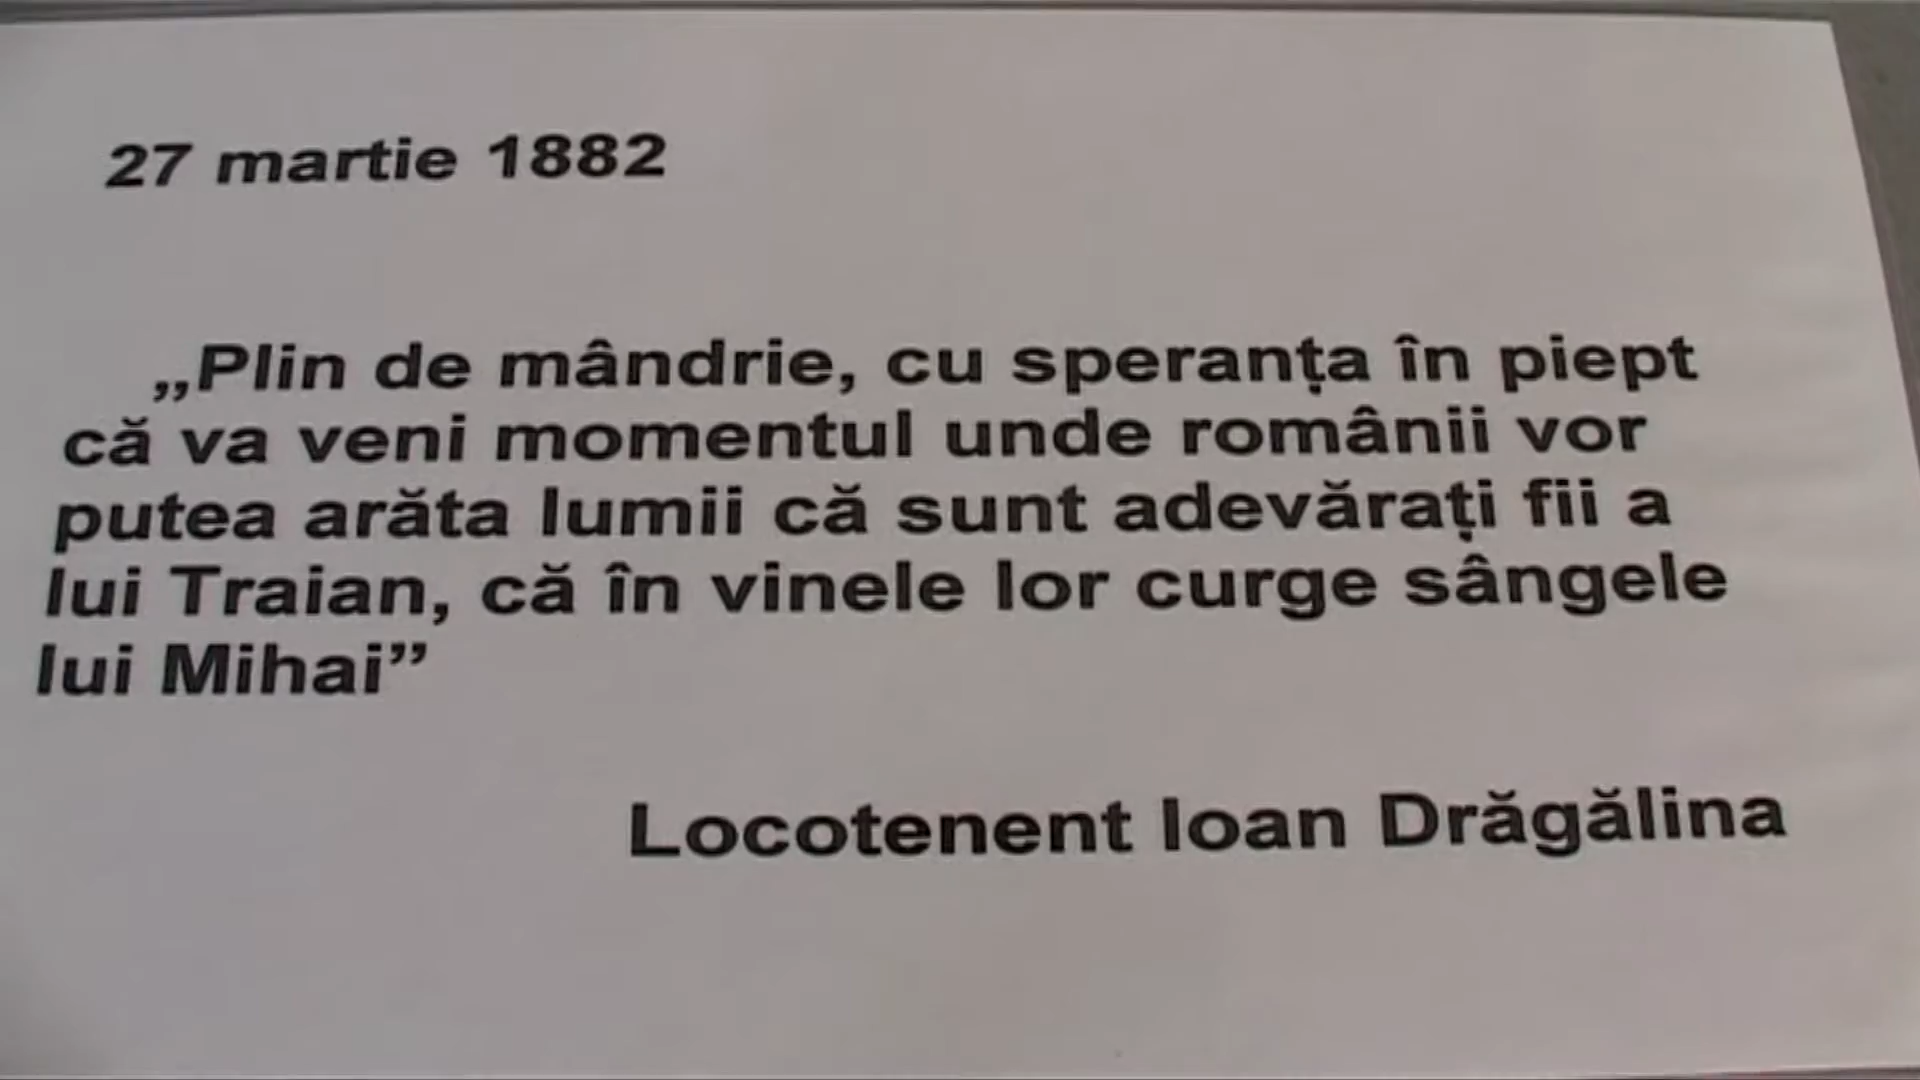 27 martie 1882
„Plin de mândrie, cu speranța în piept
că va veni momentul unde românii vor
putea arăta lumii că sunt adevărați fii a
lui Traian, că în vinele lor curge sângele
lui Mihai”
Locotenent Ioan Drăgălina